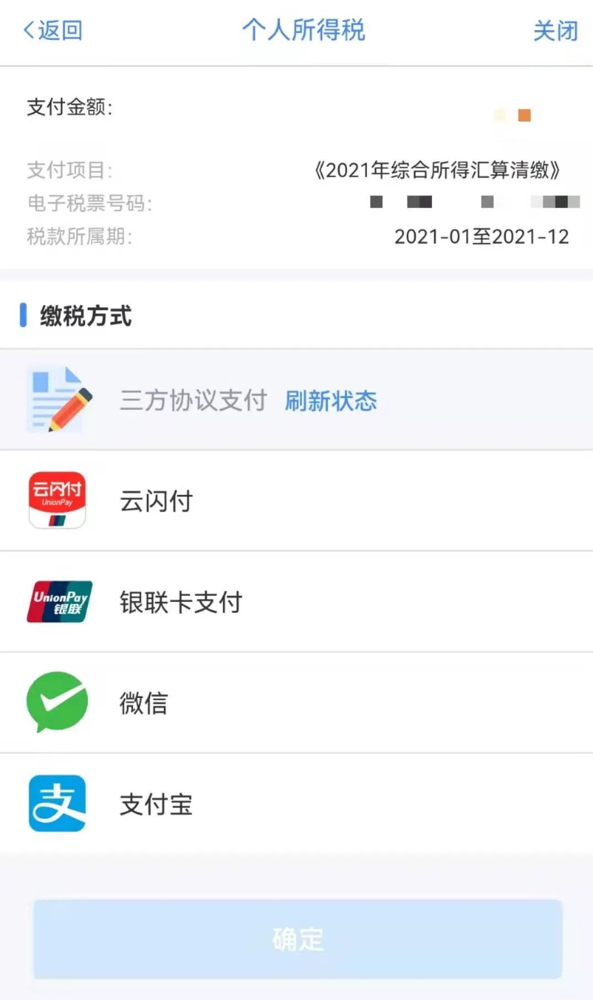 返回 个人所得税 关闭
支付金额:
支付项目: 《2021年综合所得汇算清缴》
电子税票号码:
税款所属期: 2021-01至2021-12
缴税方式
三方协议支付 刷新状态
云闪付
UnionPay
云闪付
UnionPay
银联
银联卡支付
微信
支
支付宝
确定